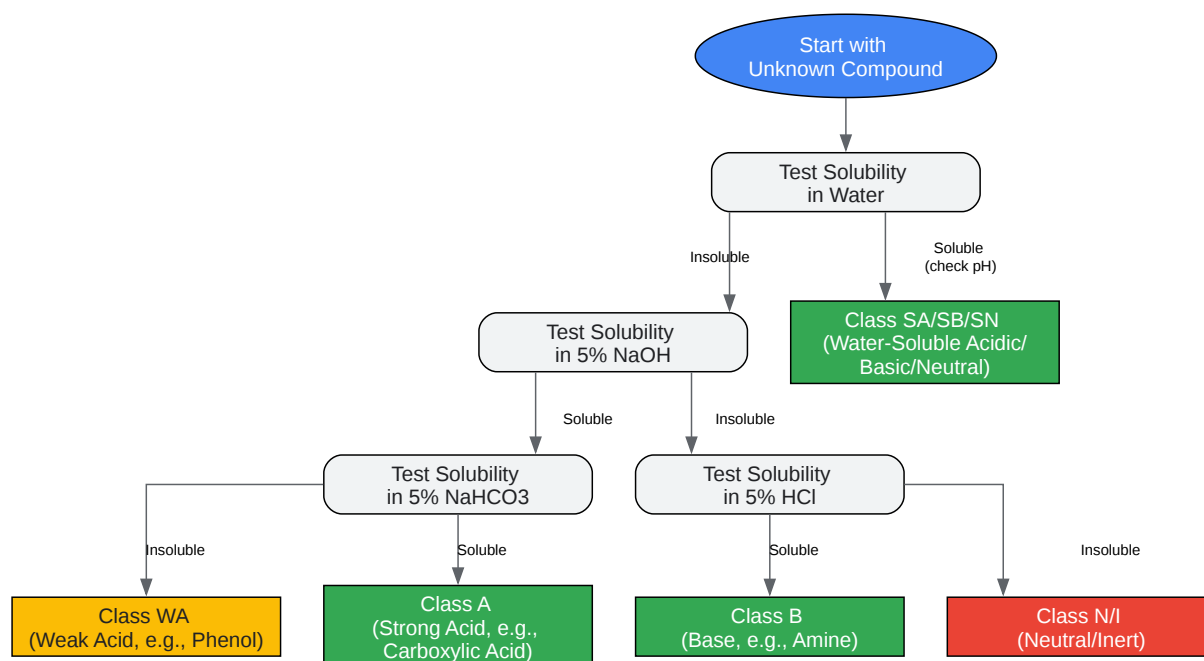 Start with
Unknown Compound
Test Solubility
in Water
Insoluble
Soluble
(check pH)
Class SA/SB/SN
(Water-Soluble Acidic/
Basic/Neutral)
Test Solubility
in 5% NaOH
Soluble
Insoluble
Test Solubility
in 5% NaHCO3
Test Solubility
in 5% HCl
Insoluble
Soluble
Soluble
Insoluble
Class WA
(Weak Acid, e.g., Phenol)
Class A
(Strong Acid, e.g.,
Carboxylic Acid)
Class B
(Base, e.g., Amine)
Class N/I
(Neutral/Inert)